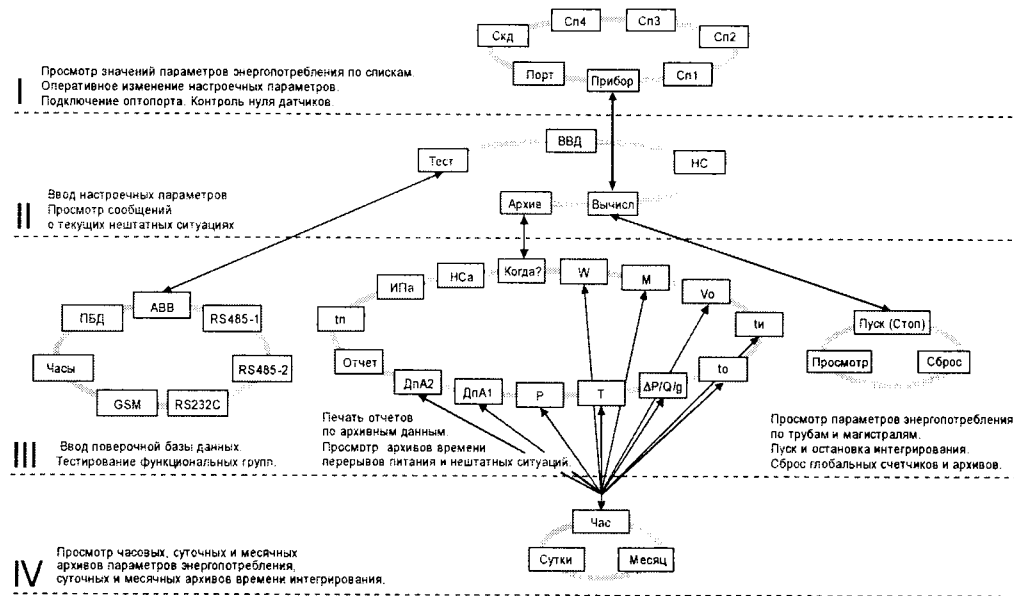 Сп4
Сп3
Скд
Сп2
Порт
Прибор
Сп1
I
Просмотр значений параметров энергопотребления по спискам.
Оперативное изменение настроечных параметров.
Подключение оптопорта. Контроль нуля датчиков.
ВВД
Тест
НС
Архив
Вычисл
II
Ввод настроечных параметров
Просмотр сообщений
о текущих нештатных ситуациях
Когда?
W
НСа
M
ИПа
Vo
tп
tи
Отчет
to
ДпА2
ДпА1
P
T
ΔP/Q/g
АВВ
ПБД
RS485-1
Часы
RS485-2
GSM
RS232C
Пуск (Стоп)
Просмотр
Сброс
III
Ввод поверочной базы данных.
Тестирование функциональных групп.
Печать отчетов
по архивным данным.
Просмотр архивов времени
перерывов питания и нештатных ситуаций.
Просмотр параметров энергопотребления
по трубам и магистралям.
Пуск и остановка интегрирования.
Сброс глобальных счетчиков и архивов.
Час
Сутки
Месяц
IV
Просмотр часовых, суточных и месячных
архивов параметров энергопотребления,
суточных и месячных архивов времени интегрирования.